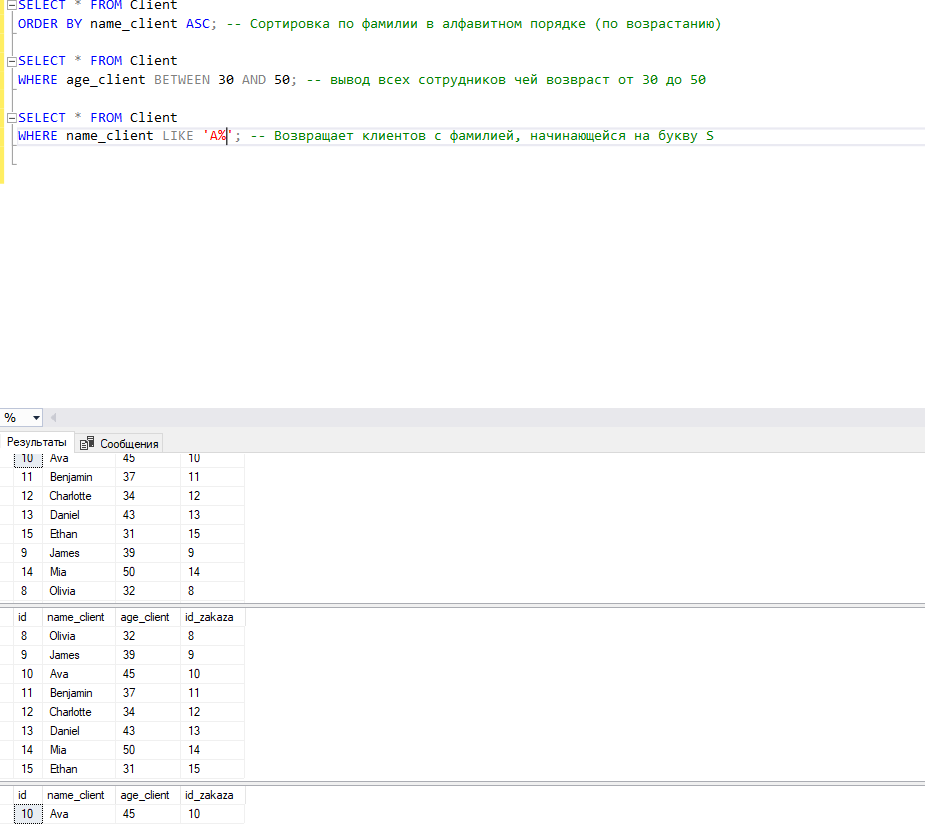 SELECT * FROM Client
ORDER BY name_client ASC; -- Сортировка по фамилии в алфавитном порядке (по возрастанию)
SELECT * FROM Client
WHERE age_client BETWEEN 30 AND 50; -- вывод всех сотрудников чей возвраст от 30 до 50
SELECT * FROM Client
WHERE name_client LIKE 'A%'; -- Возвращает клиентов с фамилией, начинающейся на букву S
%
Результаты Сообщения
10 Ava 45 10
11 Benjamin 37 11
12 Charlotte 34 12
13 Daniel 43 13
15 Ethan 31 15
9 James 39 9
14 Mia 50 14
8 Olivia 32 8
id name_client age_client id_zakaza
8 Olivia 32 8
9 James 39 9
10 Ava 45 10
11 Benjamin 37 11
12 Charlotte 34 12
13 Daniel 43 13
14 Mia 50 14
15 Ethan 31 15
id name_client age_client id_zakaza
10 Ava 45 10